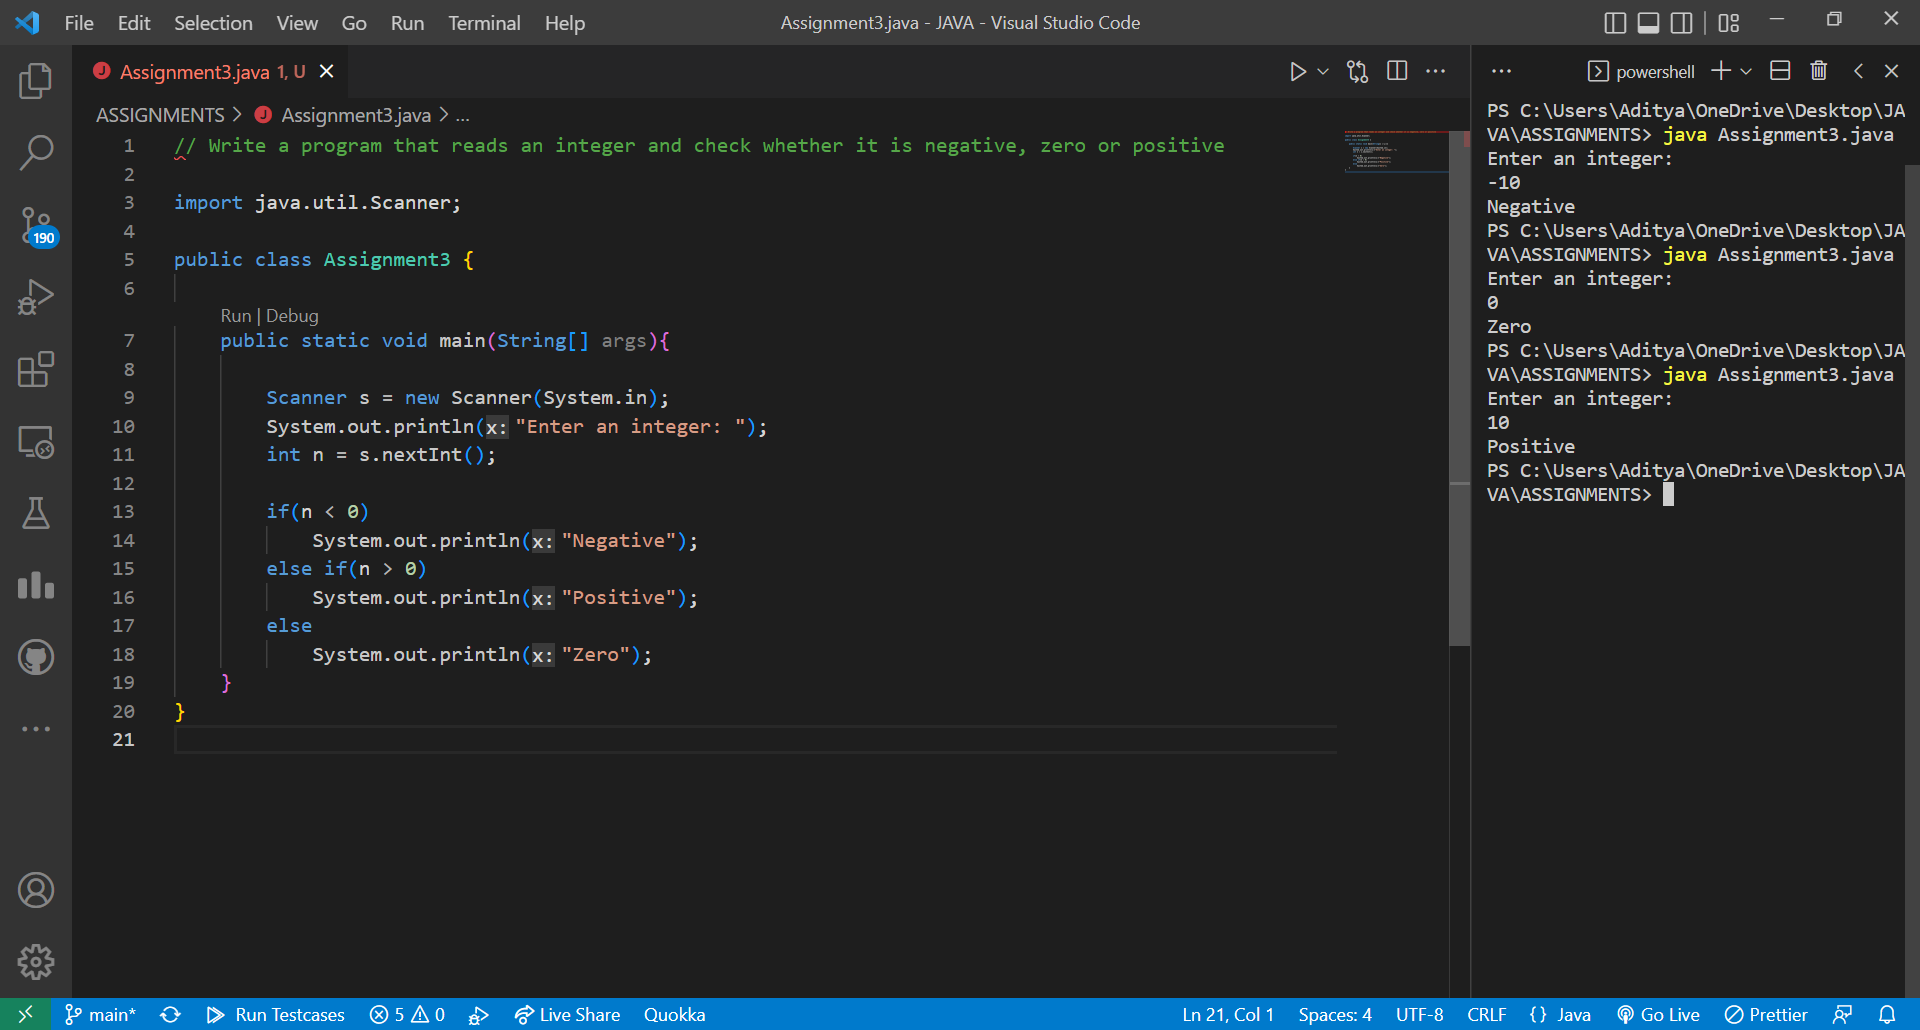 File Edit Selection View Go Run Terminal Help
Assignment3.java - JAVA - Visual Studio Code
Assignment3.java 1, U
powershell
ASSIGNMENTS > Assignment3.java > ...
190
1 // Write a program that reads an integer and check whether it is negative, zero or positive
2
3 import java.util.Scanner;
4
5 public class Assignment3 {
6
Run | Debug
7 public static void main(String[] args){
8
9 Scanner s = new Scanner(System.in);
10 System.out.println(x: "Enter an integer: ");
11 int n = s.nextInt();
12
13 if(n < 0)
14 System.out.println(x: "Negative");
15 else if(n > 0)
16 System.out.println(x: "Positive");
17 else
18 System.out.println(x: "Zero");
19 }
20 }
21
PS C:\Users\Aditya\OneDrive\Desktop\JA
VA\ASSIGNMENTS> java Assignment3.java
Enter an integer:
-10
Negative
PS C:\Users\Aditya\OneDrive\Desktop\JA
VA\ASSIGNMENTS> java Assignment3.java
Enter an integer:
0
Zero
PS C:\Users\Aditya\OneDrive\Desktop\JA
VA\ASSIGNMENTS> java Assignment3.java
Enter an integer:
10
Positive
PS C:\Users\Aditya\OneDrive\Desktop\JA
VA\ASSIGNMENTS>
main* Run Testcases 5 0 Live Share Quokka Ln 21, Col 1 Spaces: 4 UTF-8 CRLF {} Java Go Live Prettier